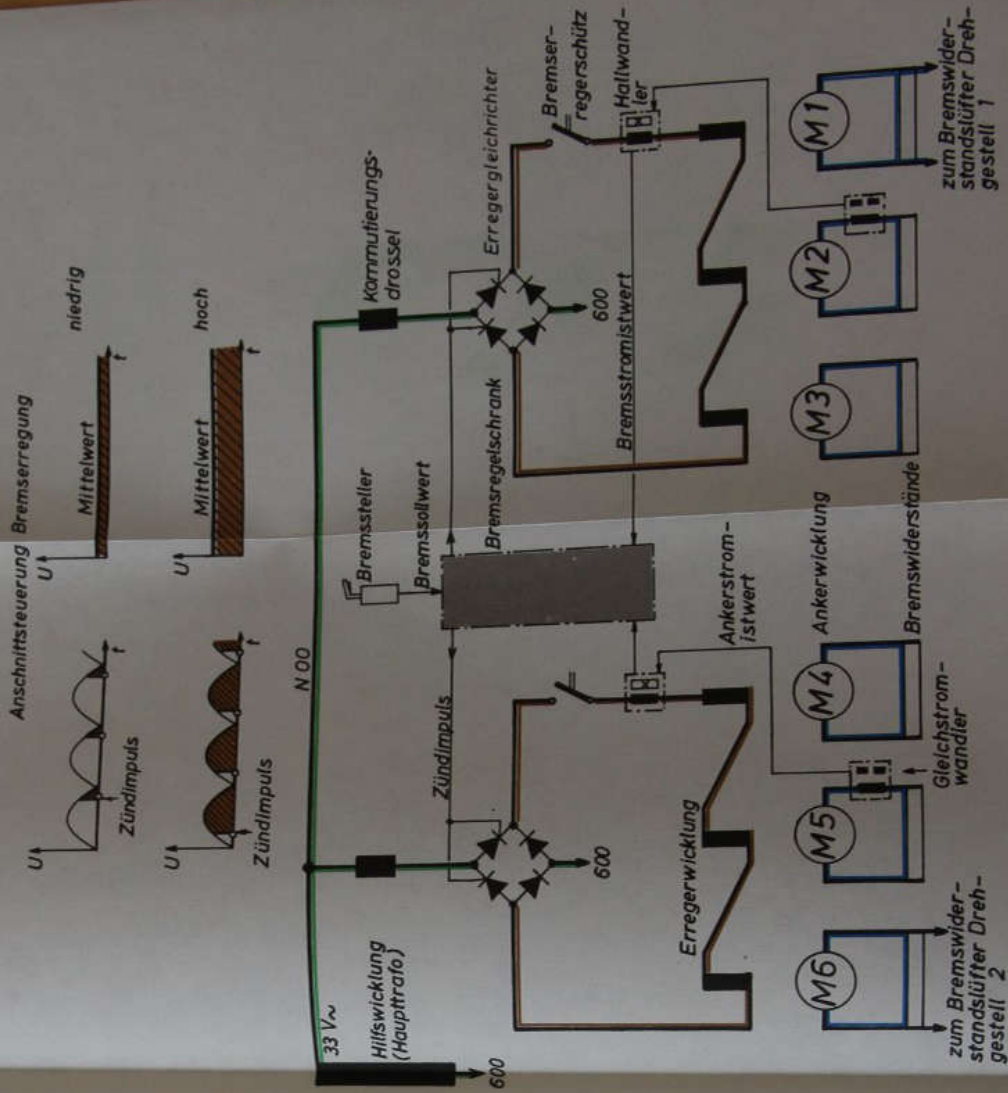 Anschnittsteuerung Bremserregung
U
t
Zündimpuls
U
Mittelwert
t
niedrig
U
t
Zündimpuls
U
Mittelwert
t
hoch
33 V~
N 00
Hilfswicklung
(Haupttrafo)
600
Kommutierungs-
drossel
Bremssteller
Bremssollwert
Zündimpuls
Bremsregelschrank
Erregergleichrichter
600
600
Bremser-
regerschütz
Hallwand-
ler
Bremsstromistwert
Erregerwicklung
Ankerstrom-
istwert
M6
M5
M4
Ankerwicklung
M3
M2
M1
Bremswiderstände
Gleichstrom-
wandler
zum Bremswider-
standslüfter Dreh-
gestell 2
zum Bremswider-
standslüfter Dreh-
gestell 1